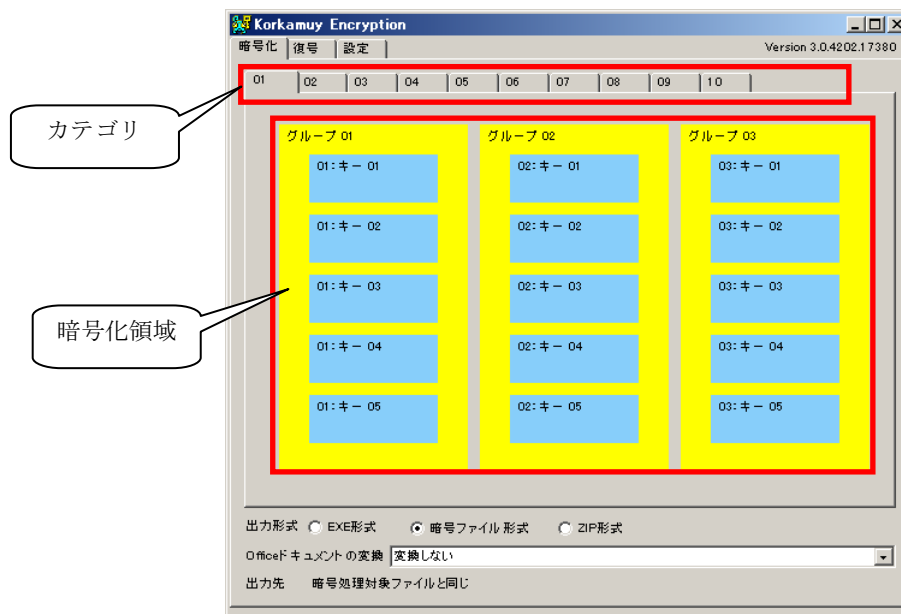 Korkamuy Encryption
暗号化 復号 設定 Version 3.0.4202.17380
01 02 03 04 05 06 07 08 09 10
カテゴリ
グループ 01 グループ 02 グループ 03
01:キー 01 02:キー 01 03:キー 01
01:キー 02 02:キー 02 03:キー 02
01:キー 03 02:キー 03 03:キー 03
暗号化領域
01:キー 04 02:キー 04 03:キー 04
01:キー 05 02:キー 05 03:キー 05
出力形式 EXE形式 暗号ファイル形式 ZIP形式
Officeドキュメントの変換 変換しない
出力先 暗号処理対象ファイルと同じ